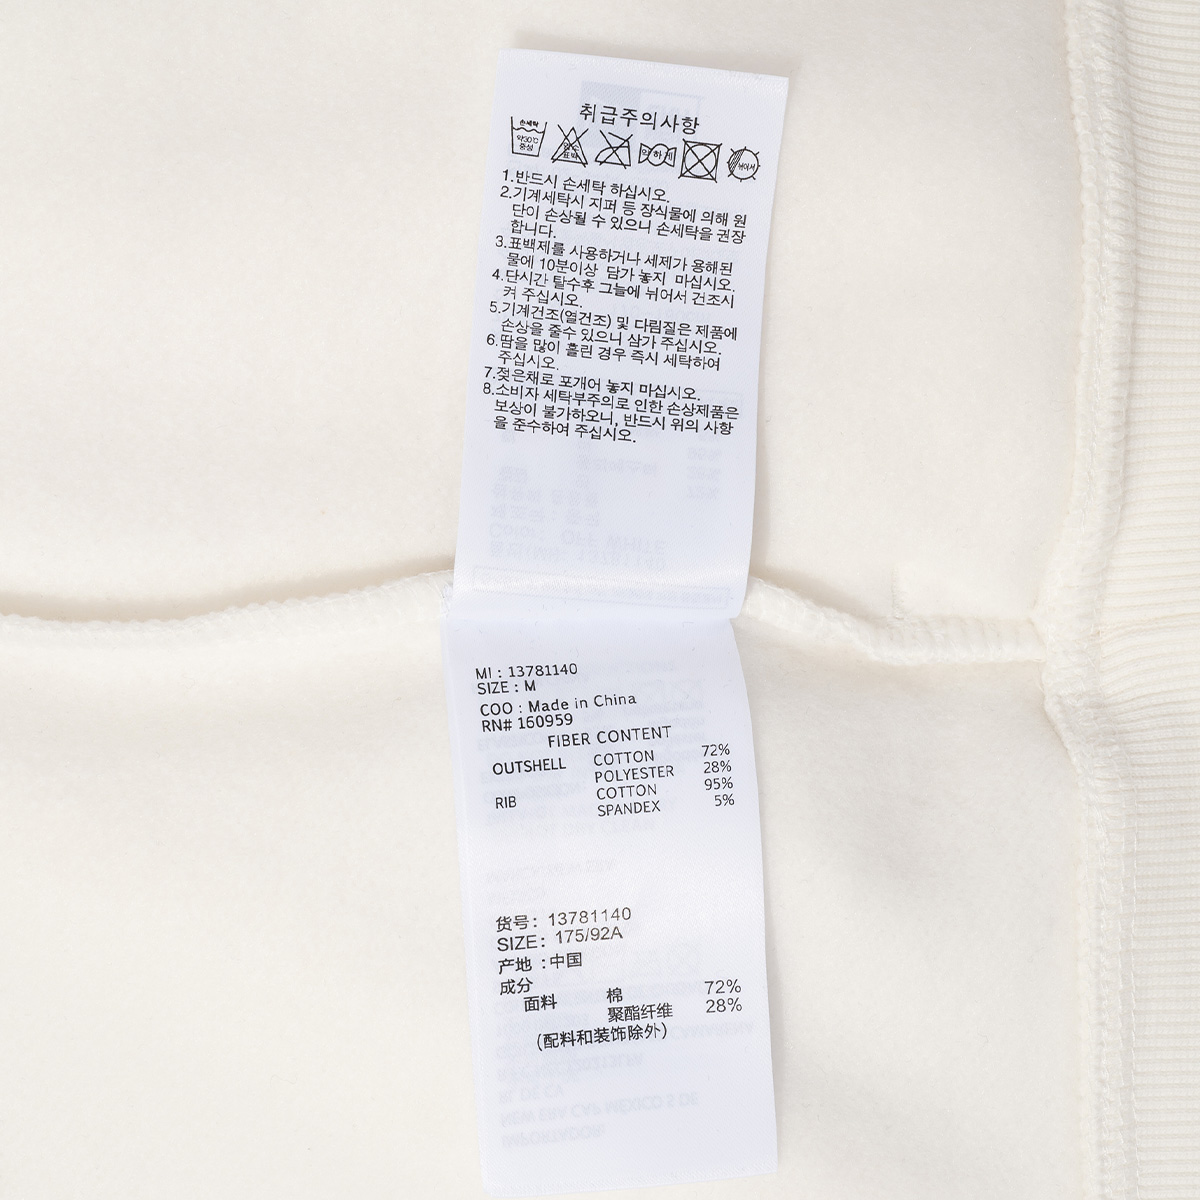 취급주의사항
손세탁
약30℃
중성
염소
표백
약하게
뉘어서
1.반드시 손세탁 하십시오.
2.기계세탁시 지퍼 등 장식물에 의해 원
단이 손상될 수 있으니 손세탁을 권장
합니다.
3.표백제를 사용하거나 세제가 용해된
물에 10분이상 담가 놓지 마십시오.
4.단시간 탈수후 그늘에 뉘어서 건조시
켜 주십시오.
5.기계건조(열건조) 및 다림질은 제품에
손상을 줄수 있으니 삼가 주십시오.
6.땀을 많이 흘린 경우 즉시 세탁하여
주십시오.
7.젖은채로 포개어 놓지 마십시오.
8.소비자 세탁부주의로 인한 손상제품은
보상이 불가하오니, 반드시 위의 사항
을 준수하여 주십시오.
MI : 13781140
SIZE : M
COO : Made in China
RN# 160959
FIBER CONTENT
OUTSHELL COTTON 72%
POLYESTER 28%
RIB COTTON 95%
SPANDEX 5%
货号: 13781140
SIZE: 175/92A
产地 :中国
成分
面料 棉 72%
聚酯纤维 28%
(配料和装饰除外)